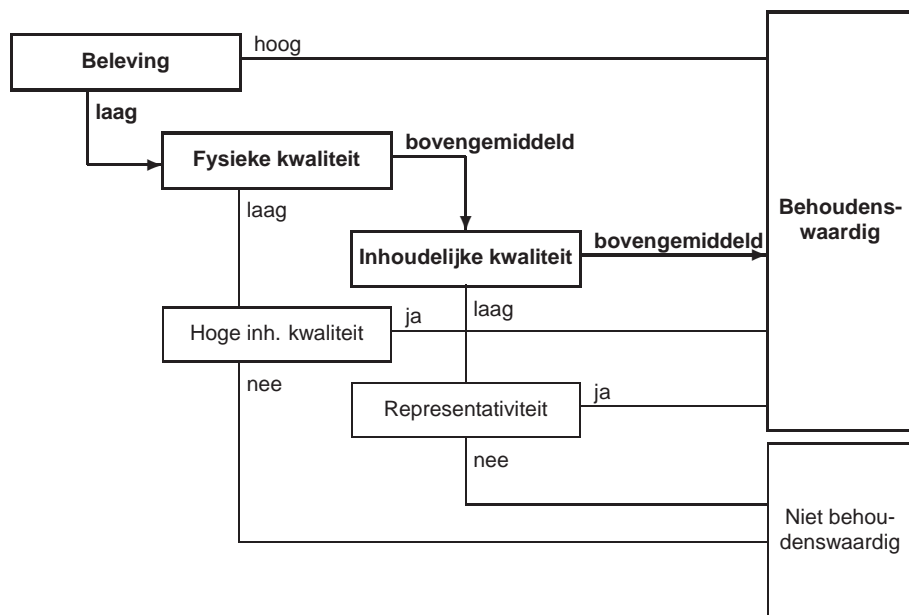 hoog
Beleving
laag
bovengemiddeld
Fysieke kwaliteit
laag
Behoudens-
waardig
bovengemiddeld
Inhoudelijke kwaliteit
laag
ja
Hoge inh. kwaliteit
nee
ja
Representativiteit
nee
Niet behou-
denswaardig